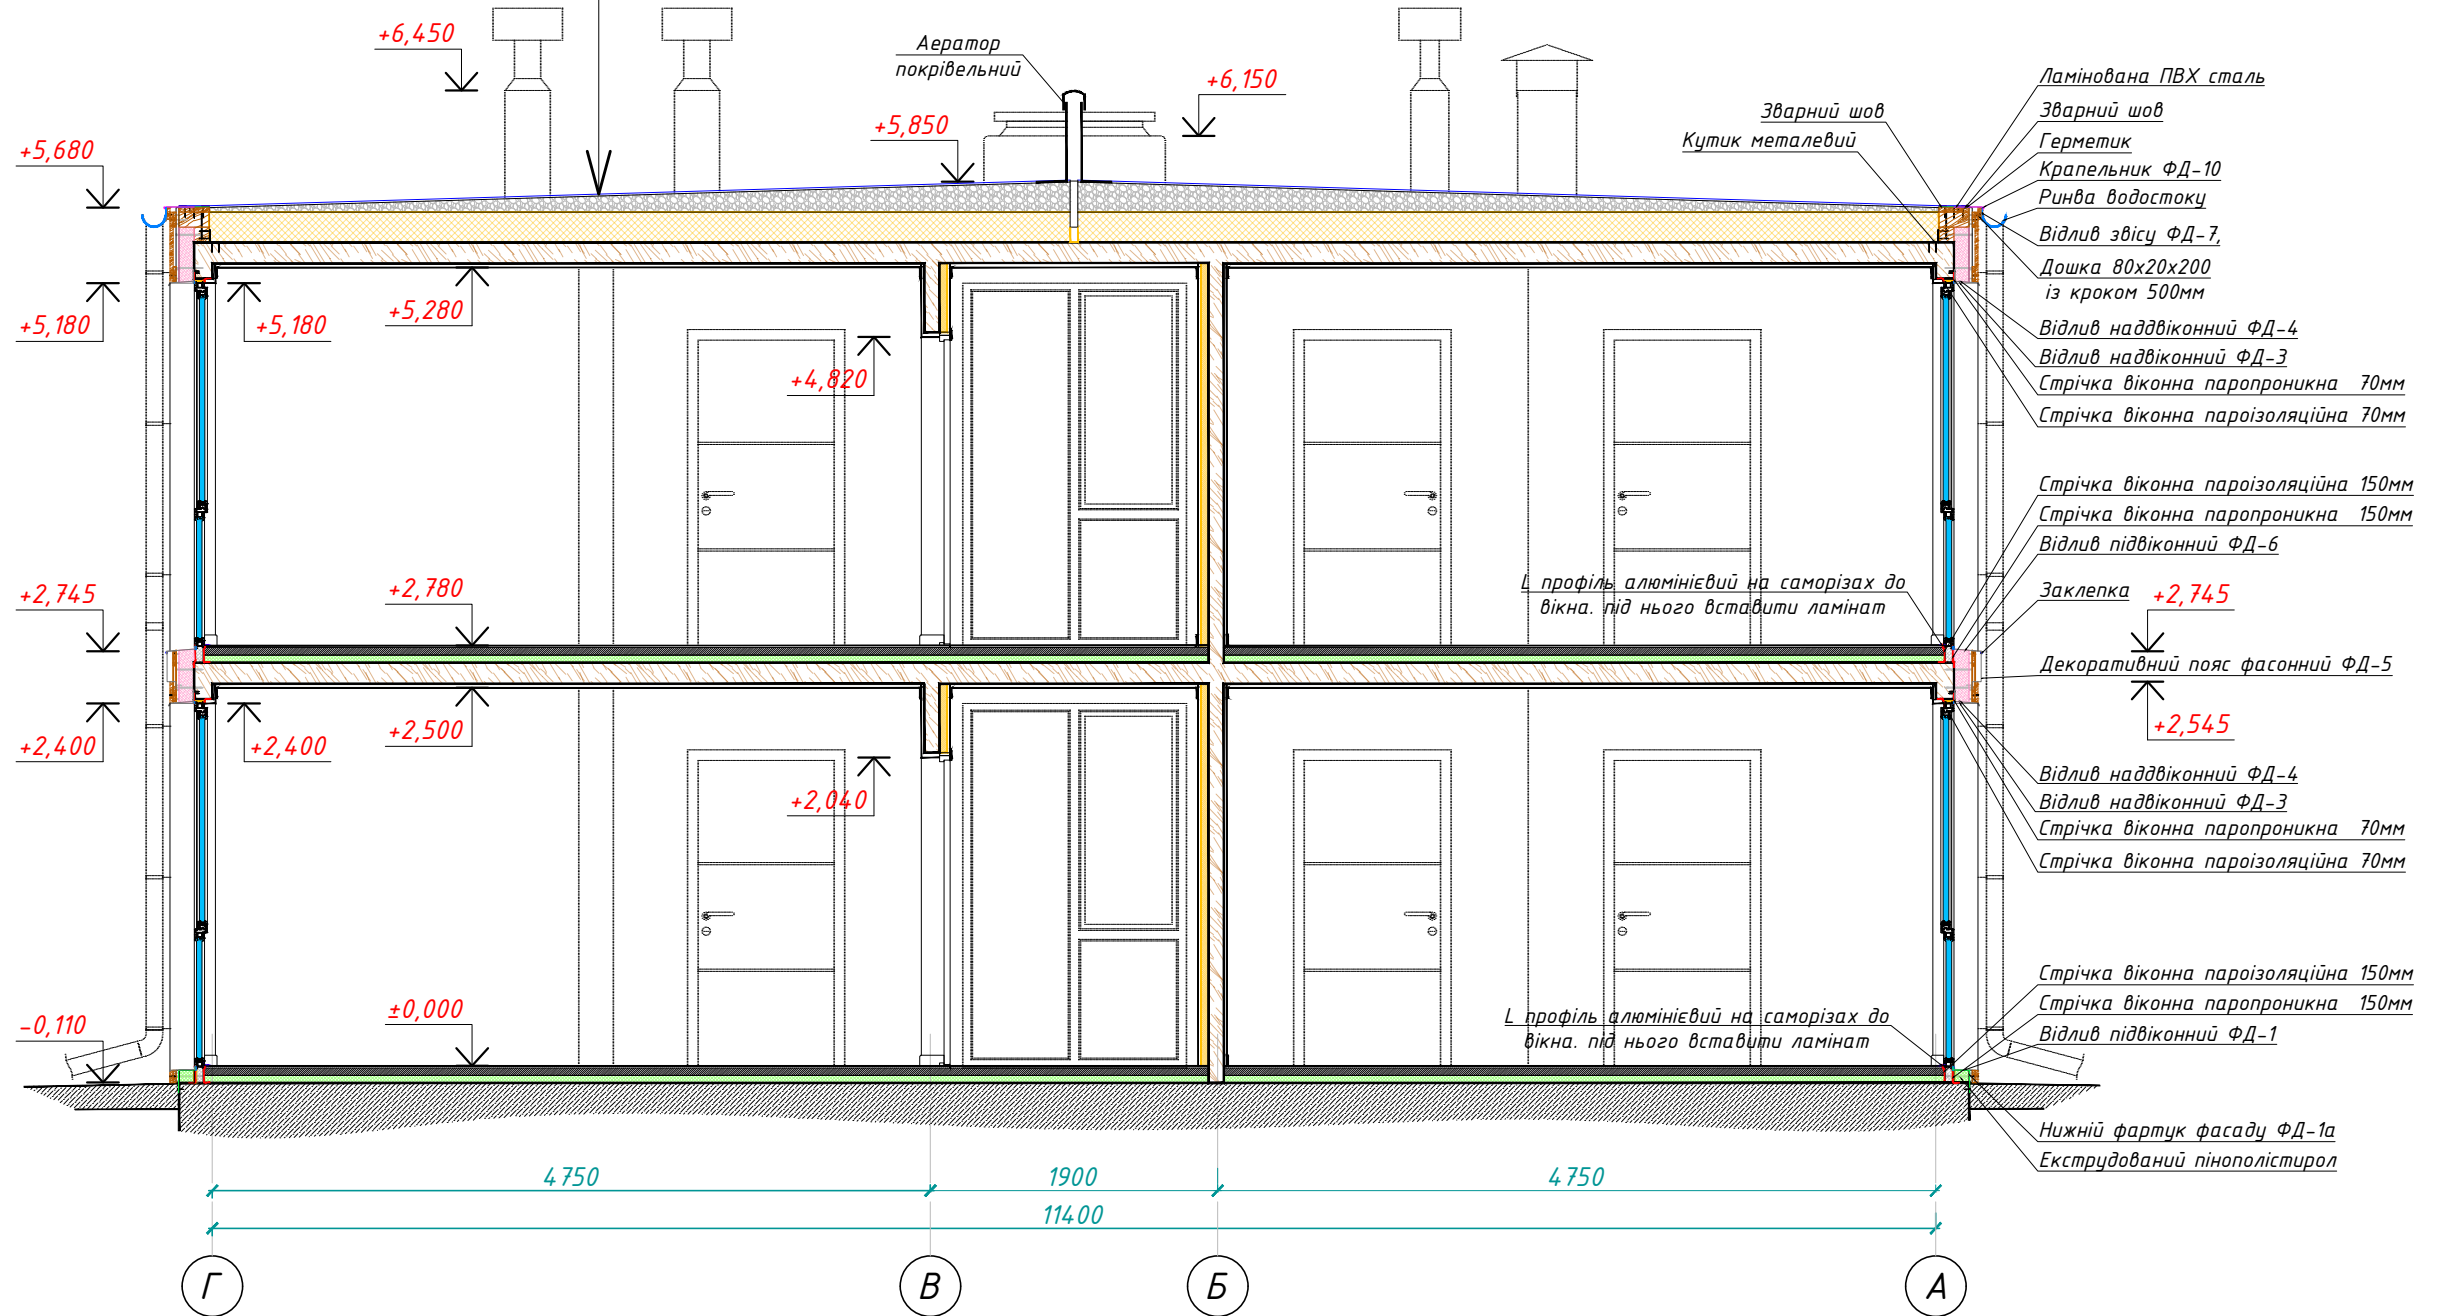 +6,450
Аератор
покрівельний
+6,150
+5,850
+5,680
Зварний шов
Кутик металевий
Ламінована ПВХ сталь
Зварний шов
Герметик
Крапельник ФД-10
Ринва водостоку
Відлив звісу ФД-7,
Дошка 80х20х200
із кроком 500мм
+5,180
+5,180
+5,280
+4,820
Відлив наддвіконний ФД-4
Відлив надвіконний ФД-3
Стрічка віконна паропроникна 70мм
Стрічка віконна пароізоляційна 70мм
Стрічка віконна пароізоляційна 150мм
Стрічка віконна паропроникна 150мм
Відлив підвіконний ФД-6
+2,745
+2,780
L профіль алюмінієвий на саморізах до
вікна. під нього вставити ламінат
Заклепка
+2,745
Декоративний пояс фасонний ФД-5
+2,545
+2,400
+2,400
+2,500
+2,040
Відлив наддвіконний ФД-4
Відлив надвіконний ФД-3
Стрічка віконна паропроникна 70мм
Стрічка віконна пароізоляційна 70мм
Стрічка віконна пароізоляційна 150мм
Стрічка віконна паропроникна 150мм
Відлив підвіконний ФД-1
-0,110
±0,000
L профіль алюмінієвий на саморізах до
вікна. під нього вставити ламінат
Нижній фартук фасаду ФД-1а
Екструдований пінополістирол
4750
1900
4750
11400
Г
В
Б
А